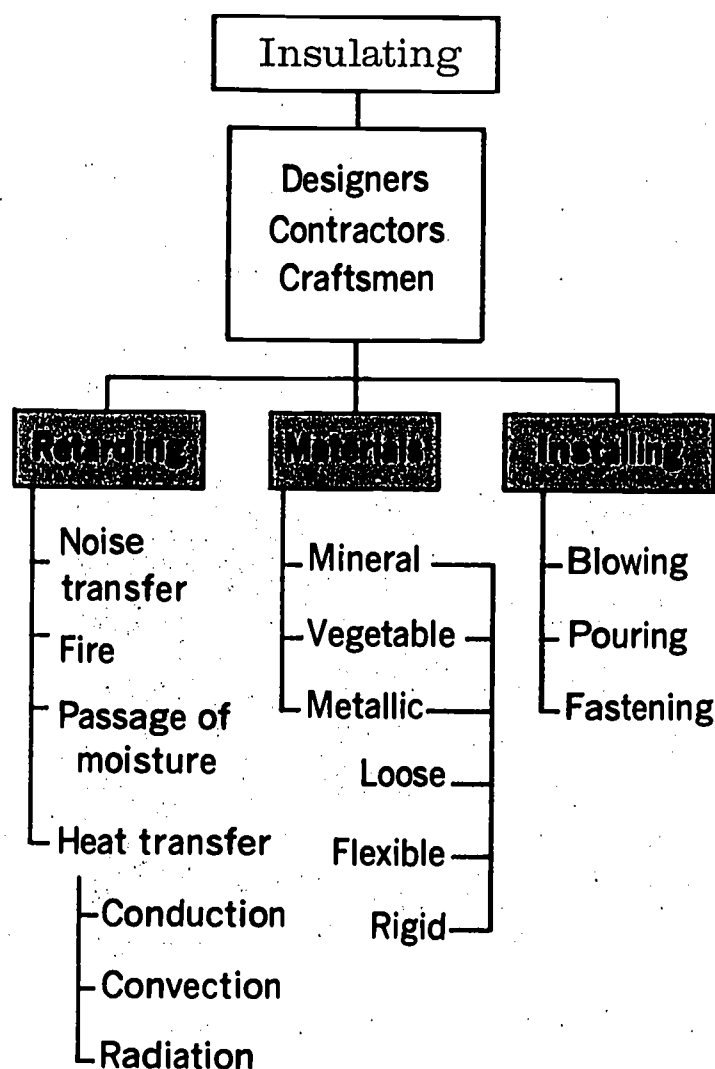 Insulating
Designers
Contractors
Craftsmen
Retarding
Noise
transfer
Fire
Passage of
moisture
Heat transfer
Conduction
Convection
Radiation
Materials
Mineral
Vegetable
Metallic
Loose
Flexible
Rigid
Installing
Blowing
Pouring
Fastening